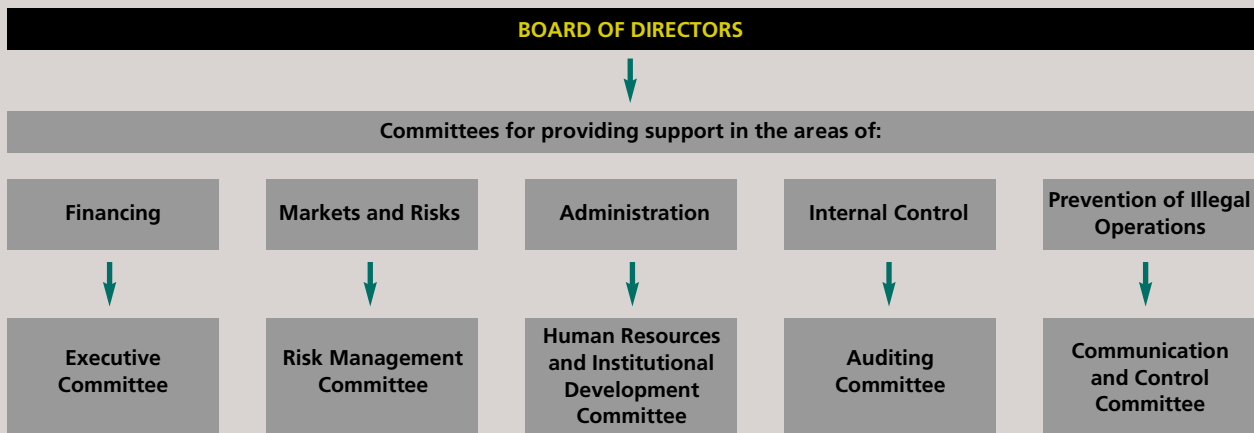 BOARD OF DIRECTORS
Committees for providing support in the areas of:
Financing
Markets and Risks
Administration
Internal Control
Prevention of Illegal
Operations
Executive
Committee
Risk Management
Committee
Human Resources
and Institutional
Development
Committee
Auditing
Committee
Communication
and Control
Committee